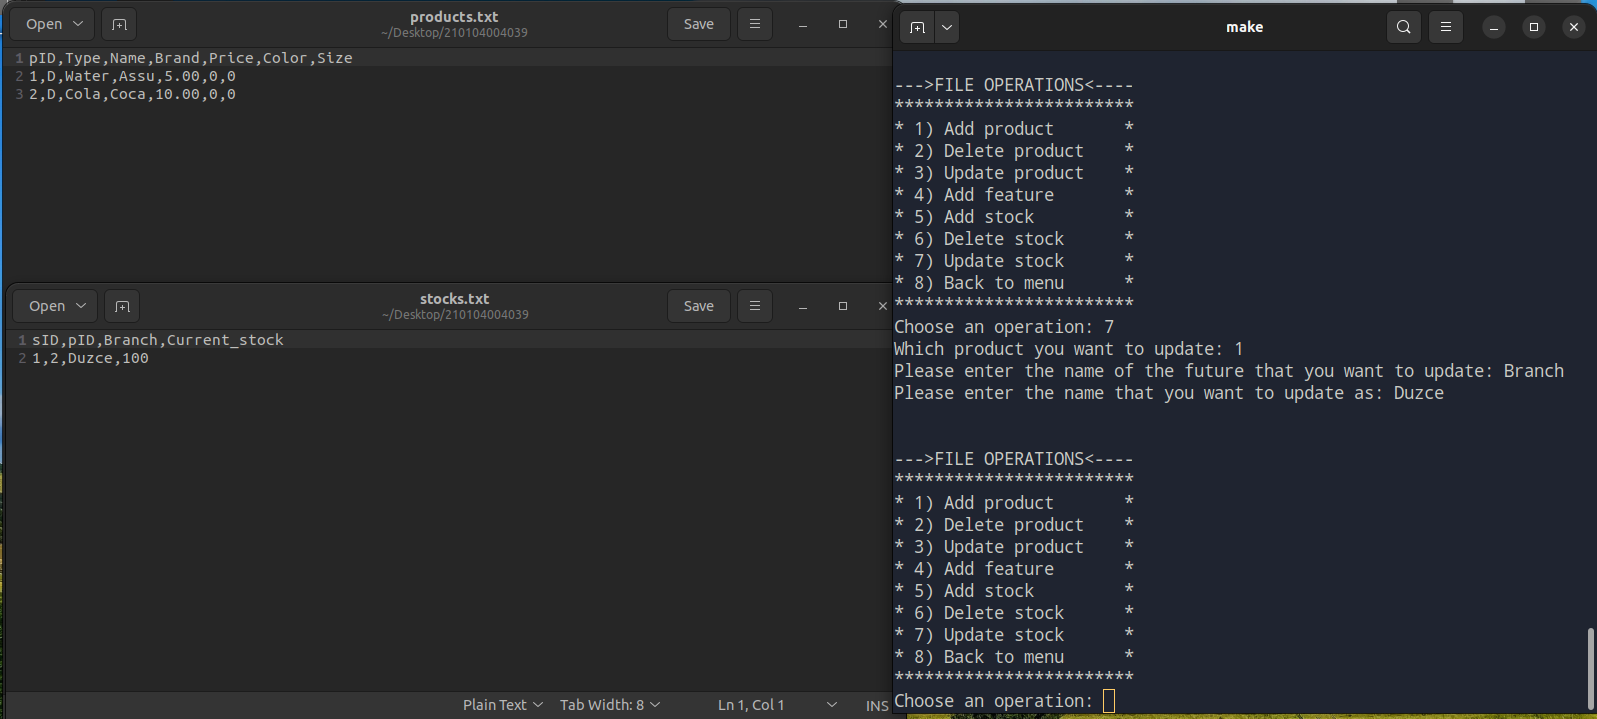 Open
products.txt
~/Desktop/210104004039
Save
1 pID,Type,Name,Brand,Price,Color,Size
2 1,D,Water,Assu,5.00,0,0
3 2,D,Cola,Coca,10.00,0,0
Open
stocks.txt
~/Desktop/210104004039
Save
1 sID,pID,Branch,Current_stock
2 1,2,Duzce,100
Plain Text
Tab Width: 8
Ln 1, Col 1
INS
make
--->FILE OPERATIONS<----
************************
* 1) Add product       *
* 2) Delete product    *
* 3) Update product    *
* 4) Add feature       *
* 5) Add stock         *
* 6) Delete stock      *
* 7) Update stock      *
* 8) Back to menu      *
************************
Choose an operation: 7
Which product you want to update: 1
Please enter the name of the future that you want to update: Branch
Please enter the name that you want to update as: Duzce
--->FILE OPERATIONS<----
************************
* 1) Add product       *
* 2) Delete product    *
* 3) Update product    *
* 4) Add feature       *
* 5) Add stock         *
* 6) Delete stock      *
* 7) Update stock      *
* 8) Back to menu      *
************************
Choose an operation: